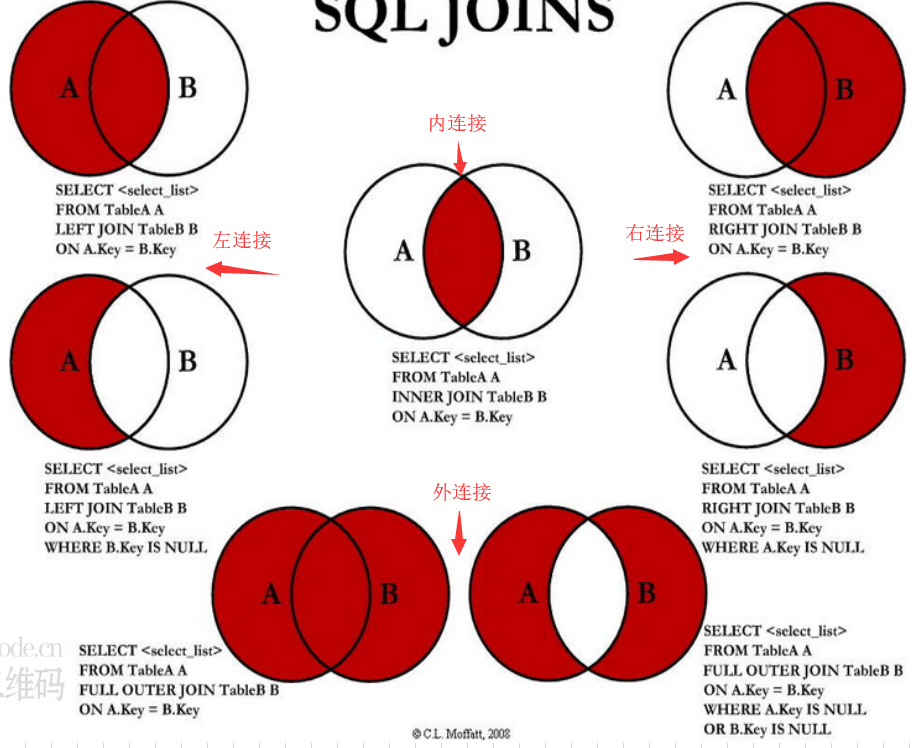 SQL JOINS
A
B
SELECT <select_list>
FROM TableA A
LEFT JOIN TableB B
ON A.Key = B.Key
内连接
A
B
SELECT <select_list>
FROM TableA A
INNER JOIN TableB B
ON A.Key = B.Key
A
B
SELECT <select_list>
FROM TableA A
RIGHT JOIN TableB B
ON A.Key = B.Key
左连接
右连接
A
B
SELECT <select_list>
FROM TableA A
LEFT JOIN TableB B
ON A.Key = B.Key
WHERE B.Key IS NULL
A
B
SELECT <select_list>
FROM TableA A
RIGHT JOIN TableB B
ON A.Key = B.Key
WHERE A.Key IS NULL
外连接
A
B
SELECT <select_list>
FROM TableA A
FULL OUTER JOIN TableB B
ON A.Key = B.Key
A
B
SELECT <select_list>
FROM TableA A
FULL OUTER JOIN TableB B
ON A.Key = B.Key
WHERE A.Key IS NULL
OR B.Key IS NULL
ode.cn
维码
© C.L. Moffatt, 2008